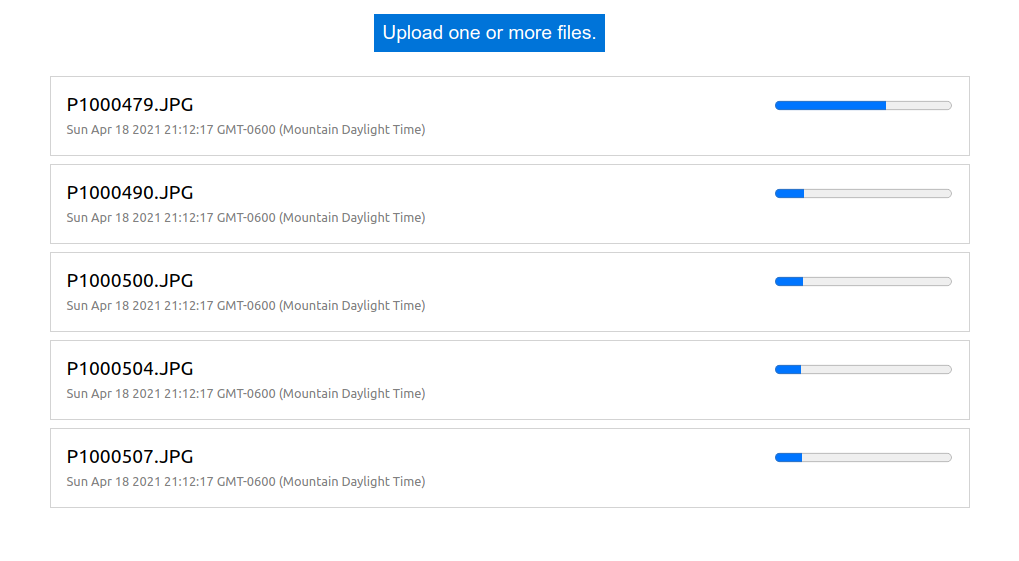 Upload one or more files.
P1000479.JPG
Sun Apr 18 2021 21:12:17 GMT-0600 (Mountain Daylight Time)
P1000490.JPG
Sun Apr 18 2021 21:12:17 GMT-0600 (Mountain Daylight Time)
P1000500.JPG
Sun Apr 18 2021 21:12:17 GMT-0600 (Mountain Daylight Time)
P1000504.JPG
Sun Apr 18 2021 21:12:17 GMT-0600 (Mountain Daylight Time)
P1000507.JPG
Sun Apr 18 2021 21:12:17 GMT-0600 (Mountain Daylight Time)